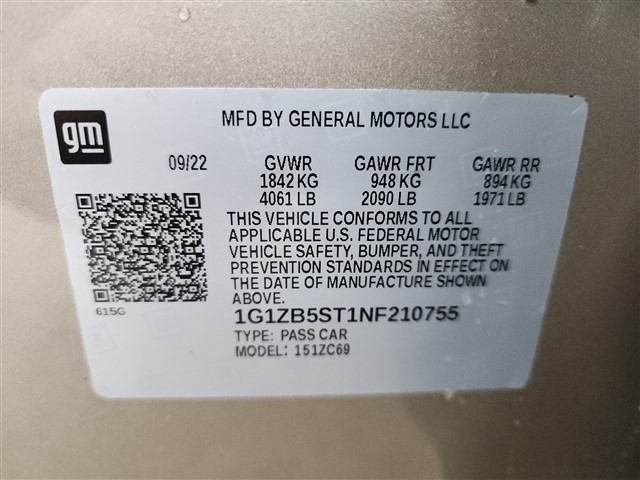 gm
MFD BY GENERAL MOTORS LLC
09/22 GVWR GAWR FRT GAWR RR
1842 KG 948 KG 894 KG
4061 LB 2090 LB 1971 LB
THIS VEHICLE CONFORMS TO ALL
APPLICABLE U.S. FEDERAL MOTOR
VEHICLE SAFETY, BUMPER, AND THEFT
PREVENTION STANDARDS IN EFFECT ON
THE DATE OF MANUFACTURE SHOWN
ABOVE.
615G
1G1ZB5ST1NF210755
TYPE: PASS CAR
MODEL: 151ZC69